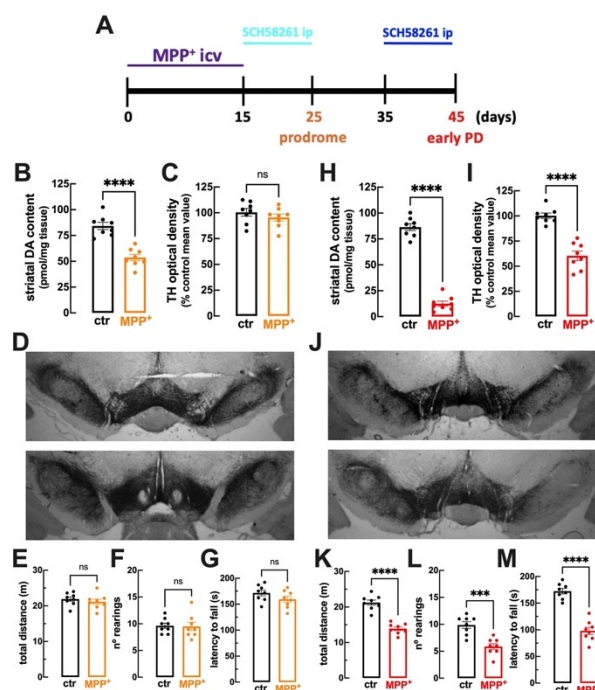 A
SCH58261 ip
SCH58261 ip
MPP⁺ icv
0 15 25 35 45 (days)
prodrome
early PD
B
striatal DA content
(pmol/mg tissue)
125
100
75
50
25
0
****
ctr MPP⁺
C
TH optical density
(% control mean value)
125
100
75
50
25
0
ns
ctr MPP⁺
H
striatal DA content
(pmol/mg tissue)
125
100
75
50
25
0
****
ctr MPP⁺
I
TH optical density
(% control mean value)
125
100
75
50
25
0
****
ctr MPP⁺
D
J
E
total distance (m)
30
20
10
0
ns
ctr MPP⁺
F
nº rearings
20
15
10
5
0
ns
ctr MPP⁺
G
latency to fall (s)
200
150
100
50
0
ns
ctr MPP⁺
K
total distance (m)
30
20
10
0
****
ctr MPP⁺
L
nº rearings
20
15
10
5
0
***
ctr MPP⁺
M
latency to fall (s)
200
150
100
50
0
****
ctr MPP⁺